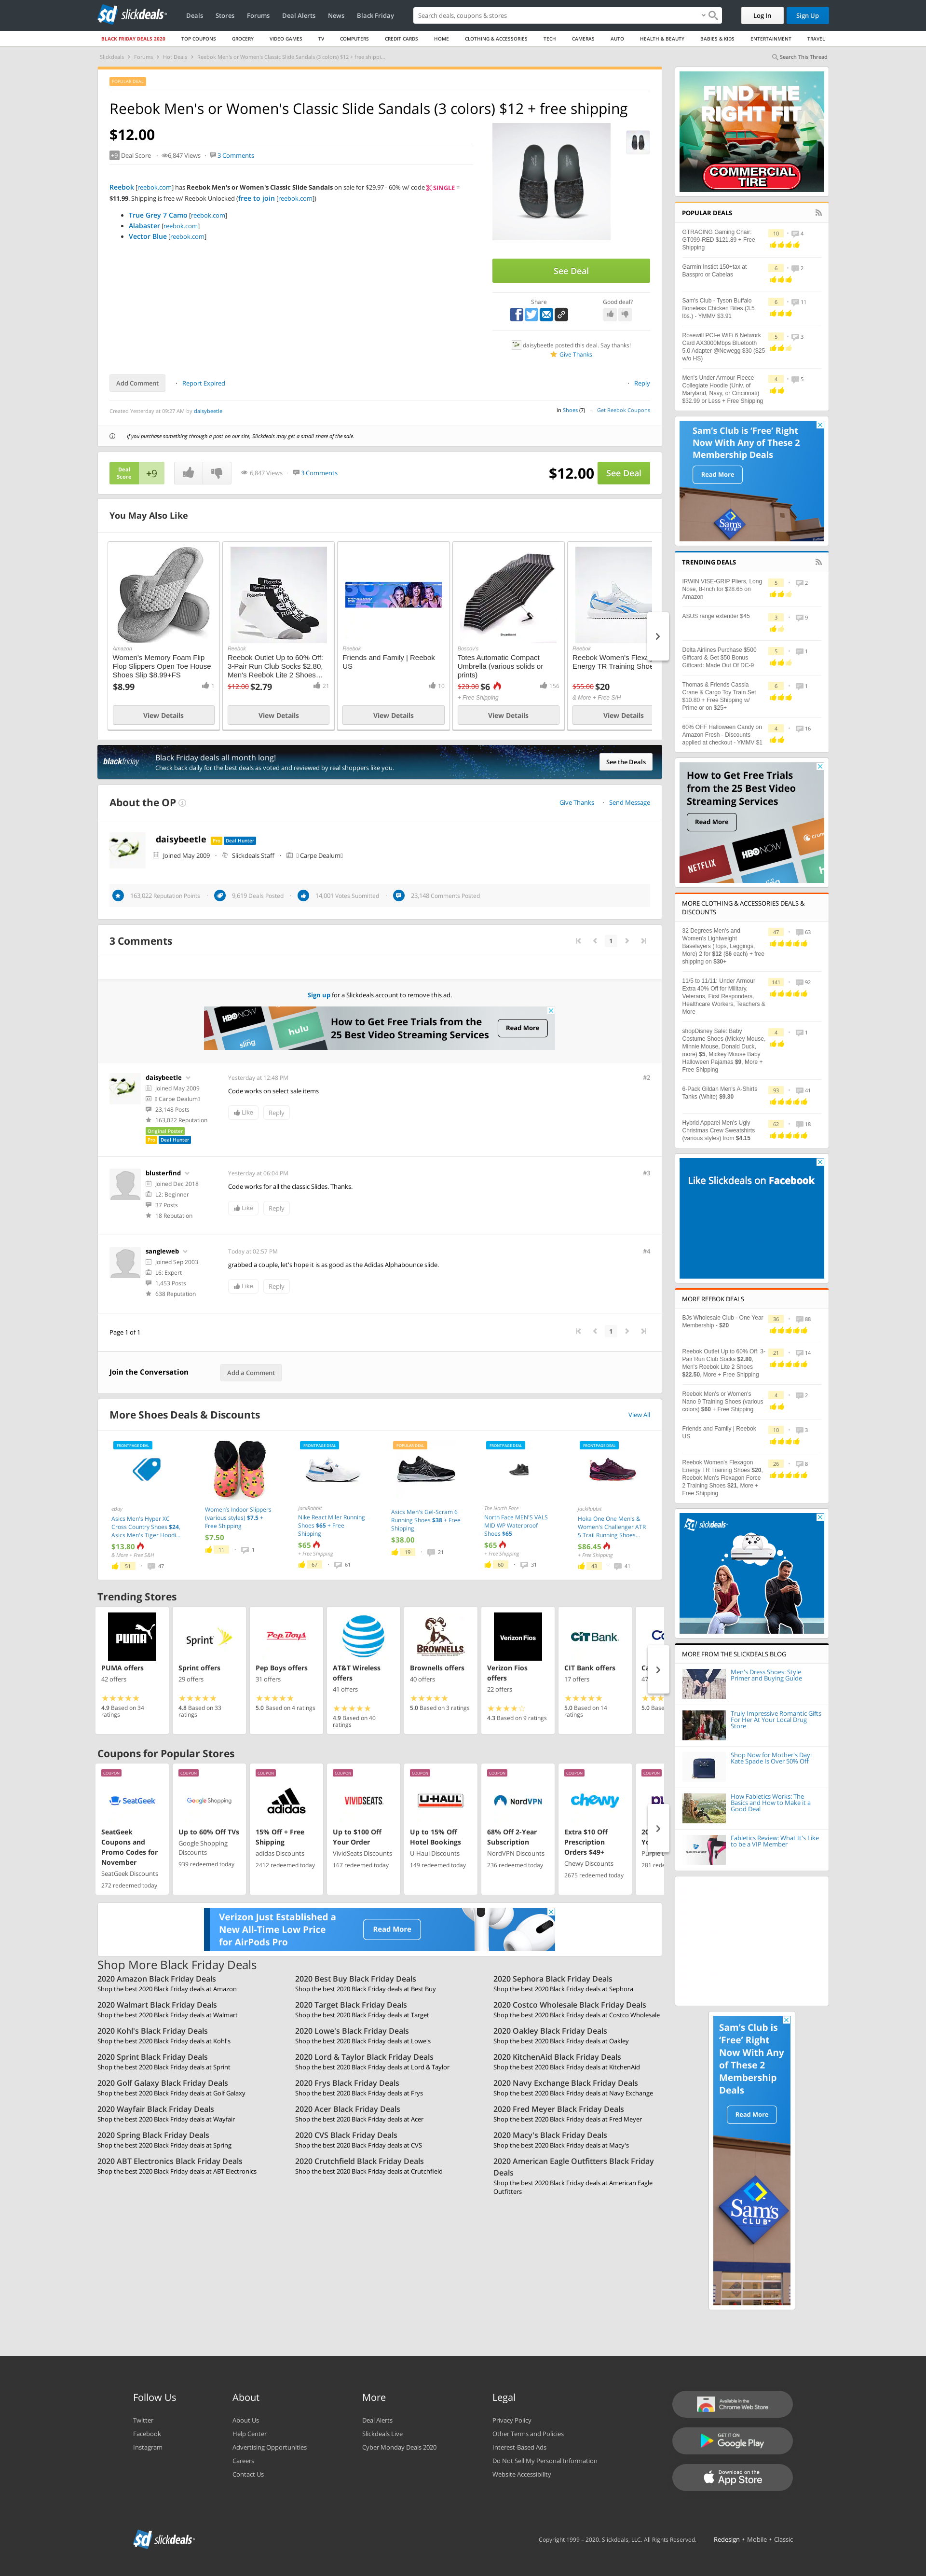 slickdeals
Deals
Stores
Forums
Deal Alerts
News
Black Friday
Search deals, coupons & stores
Log In
Sign Up
BLACK FRIDAY DEALS 2020
TOP COUPONS
GROCERY
VIDEO GAMES
TV
COMPUTERS
CREDIT CARDS
HOME
CLOTHING & ACCESSORIES
TECH
CAMERAS
AUTO
HEALTH & BEAUTY
BABIES & KIDS
ENTERTAINMENT
TRAVEL
Slickdeals › Forums › Hot Deals › Reebok Men's or Women's Classic Slide Sandals (3 colors) $12 + free shippi...
Search This Thread
POPULAR DEAL
Reebok Men's or Women's Classic Slide Sandals (3 colors) $12 + free shipping
$12.00
+9 Deal Score
6,847 Views
3 Comments
Reebok [reebok.com] has Reebok Men's or Women's Classic Slide Sandals on sale for $29.97 - 60% w/ code SINGLE =
$11.99. Shipping is free w/ Reebok Unlocked (free to join [reebok.com])
True Grey 7 Camo [reebok.com]
Alabaster [reebok.com]
Vector Blue [reebok.com]
See Deal
Share
Good deal?
daisybeetle posted this deal. Say thanks!
Give Thanks
Add Comment
Report Expired
Reply
Created Yesterday at 09:27 AM by daisybeetle
in Shoes (7)
Get Reebok Coupons
If you purchase something through a post on our site, Slickdeals may get a small share of the sale.
Deal Score
+9
6,847 Views
3 Comments
$12.00
See Deal
You May Also Like
Amazon
Women's Memory Foam Flip Flop Slippers Open Toe House Shoes Slip $8.99+FS
$8.99
1
View Details
Reebok
Reebok Outlet Up to 60% Off: 3-Pair Run Club Socks $2.80, Men's Reebok Lite 2 Shoes…
$12.00 $2.79
21
View Details
Reebok
Friends and Family | Reebok US
10
View Details
Boscov's
Totes Automatic Compact Umbrella (various solids or prints)
$20.00 $6
156
+ Free Shipping
View Details
Reebok
Reebok Women's Flexa
Energy TR Training Shoe
$55.00 $20
& More + Free S/H
View Details
blackfriday
Black Friday deals all month long!
Check back daily for the best deals as voted and reviewed by real shoppers like you.
See the Deals
About the OP
Give Thanks
Send Message
daisybeetle
Pro
Deal Hunter
Joined May 2009
Slickdeals Staff
Carpe Dealum
163,022 Reputation Points
9,619 Deals Posted
14,001 Votes Submitted
23,148 Comments Posted
3 Comments
1
Sign up for a Slickdeals account to remove this ad.
sling
hulu
How to Get Free Trials from the
25 Best Video Streaming Services
Read More
daisybeetle
Joined May 2009
Carpe Dealum
23,148 Posts
163,022 Reputation
Original Poster
Pro
Deal Hunter
Yesterday at 12:48 PM
#2
Code works on select sale items
Like
Reply
blusterfind
Joined Dec 2018
L2: Beginner
37 Posts
18 Reputation
Yesterday at 06:04 PM
#3
Code works for all the classic Slides. Thanks.
Like
Reply
sangleweb
Joined Sep 2003
L6: Expert
1,453 Posts
638 Reputation
Today at 02:57 PM
#4
grabbed a couple, let's hope it is as good as the Adidas Alphabounce slide.
Like
Reply
Page 1 of 1
1
Join the Conversation
Add a Comment
More Shoes Deals & Discounts
View All
FRONTPAGE DEAL
eBay
Asics Men's Hyper XC
Cross Country Shoes $24,
Asics Men's Tiger Hoodi...
$13.80
& More + Free S&H
51
47
Women's Indoor Slippers
(various styles) $7.5 +
Free Shipping
$7.50
11
1
FRONTPAGE DEAL
JackRabbit
Nike React Miler Running
Shoes $65 + Free
Shipping
$65
+ Free Shipping
67
61
POPULAR DEAL
Asics Men's Gel-Scram 6
Running Shoes $38 + Free
Shipping
$38.00
19
21
FRONTPAGE DEAL
The North Face
North Face MEN'S VALS
MID WP Waterproof
Shoes $65
$65
+ Free Shipping
60
31
FRONTPAGE DEAL
JackRabbit
Hoka One One Men's &
Women's Challenger ATR
5 Trail Running Shoes...
$86.45
+ Free Shipping
43
41
Trending Stores
PUMA
PUMA offers
42 offers
4.9 Based on 34 ratings
Sprint
Sprint offers
29 offers
4.8 Based on 33 ratings
Pep Boys
Pep Boys offers
31 offers
5.0 Based on 4 ratings
AT&T Wireless offers
41 offers
4.9 Based on 40 ratings
BROWNELLS
Brownells offers
40 offers
5.0 Based on 3 ratings
Verizon Fios
Verizon Fios offers
22 offers
4.3 Based on 9 ratings
CIT Bank
CIT Bank offers
17 offers
5.0 Based on 14 ratings
Coupons for Popular Stores
COUPON
SeatGeek
SeatGeek Coupons and Promo Codes for November
SeatGeek Discounts
272 redeemed today
COUPON
Google Shopping
Up to 60% Off TVs
Google Shopping Discounts
939 redeemed today
COUPON
adidas
15% Off + Free Shipping
adidas Discounts
2412 redeemed today
COUPON
VIVIDSEATS
Up to $100 Off Your Order
VividSeats Discounts
167 redeemed today
COUPON
U-HAUL
Up to 15% Off Hotel Bookings
U-Haul Discounts
149 redeemed today
COUPON
NordVPN
68% Off 2-Year Subscription
NordVPN Discounts
236 redeemed today
COUPON
chewy
Extra $10 Off Prescription Orders $49+
Chewy Discounts
2675 redeemed today
COUPON
Verizon Just Established a
New All-Time Low Price
for AirPods Pro
Read More
Shop More Black Friday Deals
2020 Amazon Black Friday Deals
Shop the best 2020 Black Friday deals at Amazon
2020 Best Buy Black Friday Deals
Shop the best 2020 Black Friday deals at Best Buy
2020 Sephora Black Friday Deals
Shop the best 2020 Black Friday deals at Sephora
2020 Walmart Black Friday Deals
Shop the best 2020 Black Friday deals at Walmart
2020 Target Black Friday Deals
Shop the best 2020 Black Friday deals at Target
2020 Costco Wholesale Black Friday Deals
Shop the best 2020 Black Friday deals at Costco Wholesale
2020 Kohl's Black Friday Deals
Shop the best 2020 Black Friday deals at Kohl's
2020 Lowe's Black Friday Deals
Shop the best 2020 Black Friday deals at Lowe's
2020 Oakley Black Friday Deals
Shop the best 2020 Black Friday deals at Oakley
2020 Sprint Black Friday Deals
Shop the best 2020 Black Friday deals at Sprint
2020 Lord & Taylor Black Friday Deals
Shop the best 2020 Black Friday deals at Lord & Taylor
2020 KitchenAid Black Friday Deals
Shop the best 2020 Black Friday deals at KitchenAid
2020 Golf Galaxy Black Friday Deals
Shop the best 2020 Black Friday deals at Golf Galaxy
2020 Frys Black Friday Deals
Shop the best 2020 Black Friday deals at Frys
2020 Navy Exchange Black Friday Deals
Shop the best 2020 Black Friday deals at Navy Exchange
2020 Wayfair Black Friday Deals
Shop the best 2020 Black Friday deals at Wayfair
2020 Acer Black Friday Deals
Shop the best 2020 Black Friday deals at Acer
2020 Fred Meyer Black Friday Deals
Shop the best 2020 Black Friday deals at Fred Meyer
2020 Spring Black Friday Deals
Shop the best 2020 Black Friday deals at Spring
2020 CVS Black Friday Deals
Shop the best 2020 Black Friday deals at CVS
2020 Macy's Black Friday Deals
Shop the best 2020 Black Friday deals at Macy's
2020 ABT Electronics Black Friday Deals
Shop the best 2020 Black Friday deals at ABT Electronics
2020 Crutchfield Black Friday Deals
Shop the best 2020 Black Friday deals at Crutchfield
2020 American Eagle Outfitters Black Friday Deals
Shop the best 2020 Black Friday deals at American Eagle Outfitters
FIND THE
RIGHT FIT
COMMERCIAL
TIRE
POPULAR DEALS
GTRACING Gaming Chair: GT099-RED $121.89 + Free Shipping
10
4
Garmin Instict 150+tax at Basspro or Cabelas
6
2
Sam's Club - Tyson Buffalo Boneless Chicken Bites (3.5 lbs.) - YMMV $3.91
6
11
Rosewill PCI-e WiFi 6 Network Card AX3000Mbps Bluetooth 5.0 Adapter @Newegg $30 ($25 w/o HS)
5
3
Men's Under Armour Fleece Collegiate Hoodie (Univ. of Maryland, Navy, or Cincinnati) $32.99 or Less + Free Shipping
4
5
Sam's Club is 'Free' Right
Now With Any of These 2
Membership Deals
Read More
Sam's
CLUB
TRENDING DEALS
IRWIN VISE-GRIP Pliers, Long Nose, 6-Inch for $28.65 on Amazon
5
2
ASUS range extender $45
3
9
Delta Airlines Purchase $500 Giftcard & Get $50 Bonus Giftcard: Made Out Of DC-9
5
1
Thomas & Friends Cassia Crane & Cargo Toy Train Set $10.80 + Free Shipping w/ Prime or on $25+
6
1
60% OFF Halloween Candy on Amazon Fresh - Discounts applied at checkout - YMMV $1
4
16
How to Get Free Trials
from the 25 Best Video
Streaming Services
Read More
NETFLIX
HBO NOW
crunchyroll
MORE CLOTHING & ACCESSORIES DEALS & DISCOUNTS
32 Degrees Men's and Women's Lightweight Baselayers (Tops, Leggings, More) 2 for $12 ($6 each) + free shipping on $30+
47
63
11/5 to 11/11: Under Armour Extra 40% Off for Military, Veterans, First Responders, Healthcare Workers, Teachers & More
141
92
shopDisney Sale: Baby Costume Shoes (Mickey Mouse, Minnie Mouse, Donald Duck, more) $5, Mickey Mouse Baby Halloween Pajamas $9, More + Free Shipping
4
1
6-Pack Gildan Men's A-Shirts Tanks (White) $9.30
93
41
Hybrid Apparel Men's Ugly Christmas Crew Sweatshirts (various styles) from $4.15
62
18
Like Slickdeals on Facebook
MORE REEBOK DEALS
BJs Wholesale Club - One Year Membership - $20
36
88
Reebok Outlet Up to 60% Off: 3-Pair Run Club Socks $2.80, Men's Reebok Lite 2 Shoes $22.50, More + Free Shipping
21
14
Reebok Men's or Women's Nano 9 Training Shoes (various colors) $60 + Free Shipping
4
2
Friends and Family | Reebok US
10
3
Reebok Women's Flexagon Energy TR Training Shoes $20, Reebok Men's Flexagon Force 2 Training Shoes $21, More + Free Shipping
26
8
slickdeals
MORE FROM THE SLICKDEALS BLOG
Men's Dress Shoes: Style Primer and Buying Guide
Truly Impressive Romantic Gifts For Her At Your Local Drug Store
Shop Now for Mother's Day: Kate Spade Is Over 50% Off
How Fabletics Works: The Basics and How to Make it a Good Deal
Fabletics Review: What It's Like to be a VIP Member
Sam's Club is
'Free' Right
Now With Any
of These 2
Membership
Deals
Read More
Sam's
CLUB
Follow Us
Twitter
Facebook
Instagram
About
About Us
Help Center
Advertising Opportunities
Careers
Contact Us
More
Deal Alerts
Slickdeals Live
Cyber Monday Deals 2020
Legal
Privacy Policy
Other Terms and Policies
Interest-Based Ads
Do Not Sell My Personal Information
Website Accessibility
Available in the
Chrome Web Store
GET IT ON
Google Play
Download on the
App Store
slickdeals
Copyright 1999 – 2020. Slickdeals, LLC. All Rights Reserved.
Redesign • Mobile • Classic